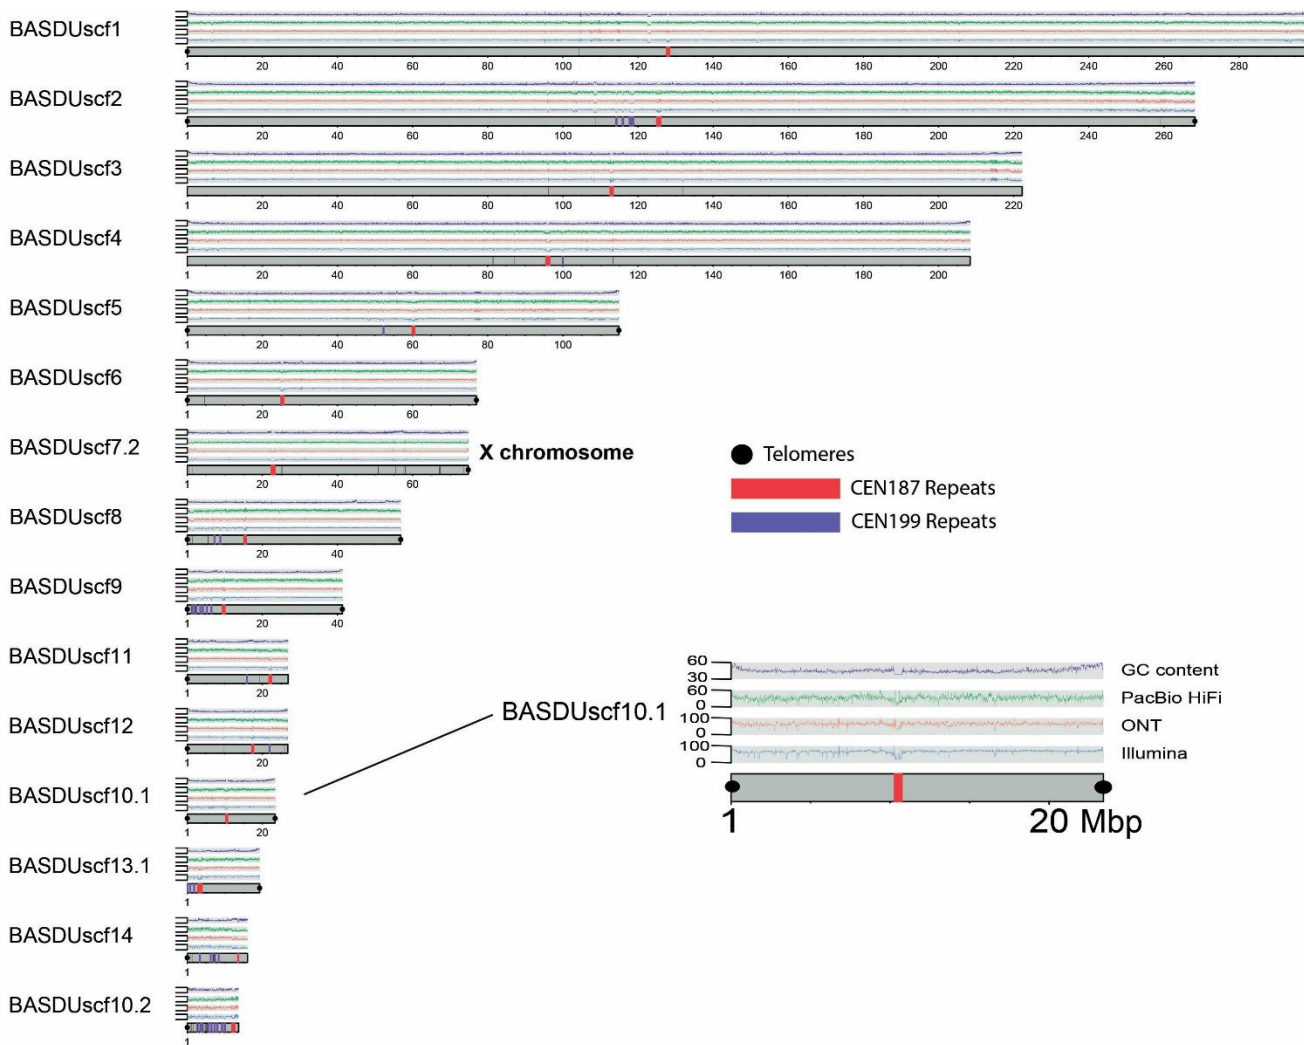 BASDUscf1
1 20 40 60 80 100 120 140 160 180 200 220 240 260 280
BASDUscf2
1 20 40 60 80 100 120 140 160 180 200 220 240 260
BASDUscf3
1 20 40 60 80 100 120 140 160 180 200 220
BASDUscf4
1 20 40 60 80 100 120 140 160 180 200
BASDUscf5
1 20 40 60 80 100
BASDUscf6
1 20 40 60
BASDUscf7.2
X chromosome
1 20 40 60
Telomeres
CEN187 Repeats
CEN199 Repeats
BASDUscf8
1 20 40
BASDUscf9
1 20 40
BASDUscf11
1 20
BASDUscf12
1 20
BASDUscf10.1
1 20
BASDUscf13.1
1
BASDUscf14
1
BASDUscf10.2
1
BASDUscf10.1
60
30
GC content
60
0
PacBio HiFi
100
0
ONT
100
0
Illumina
1 20 Mbp